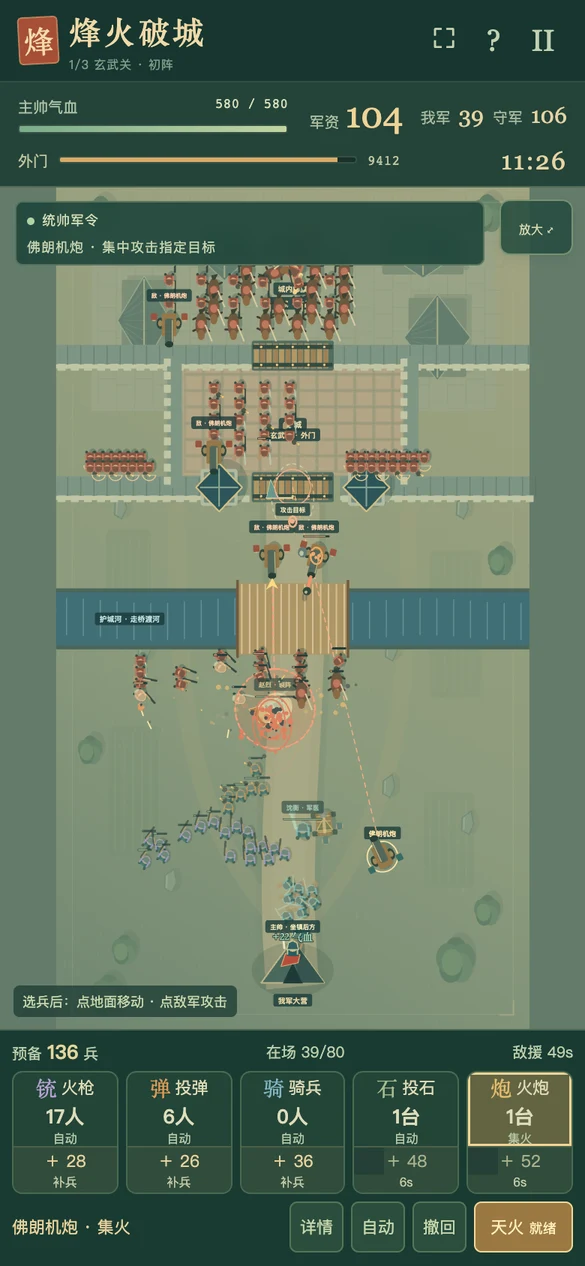 烽 烽火破城
? II
1/3 玄武关 · 初阵
主帅气血 580 / 580 军资 104 我军 39 守军 106
外门 9412 11:26
统帅军令
佛朗机炮 · 集中攻击指定目标
放大
敌 · 佛朗机炮
敌 · 佛朗机炮
外门
攻击目标
敌 · 佛朗机炮 敌 · 佛朗机炮
护城河 · 走桥渡河
佛朗机炮
主帅 · 坐镇后方
我军大营
选兵后：点地面移动 · 点敌军攻击
预备 136 兵 在场 39/80 敌援 49s
铳 火枪 弹 投弹 骑 骑兵 石 投石 炮 火炮
17人 6人 0人 1台 1台
自动 自动 自动 自动 集火
+ 28 + 26 + 36 + 48 + 52
补兵 补兵 补兵 6s 6s
佛朗机炮 · 集火 详情 自动 撤回 天火 就绪